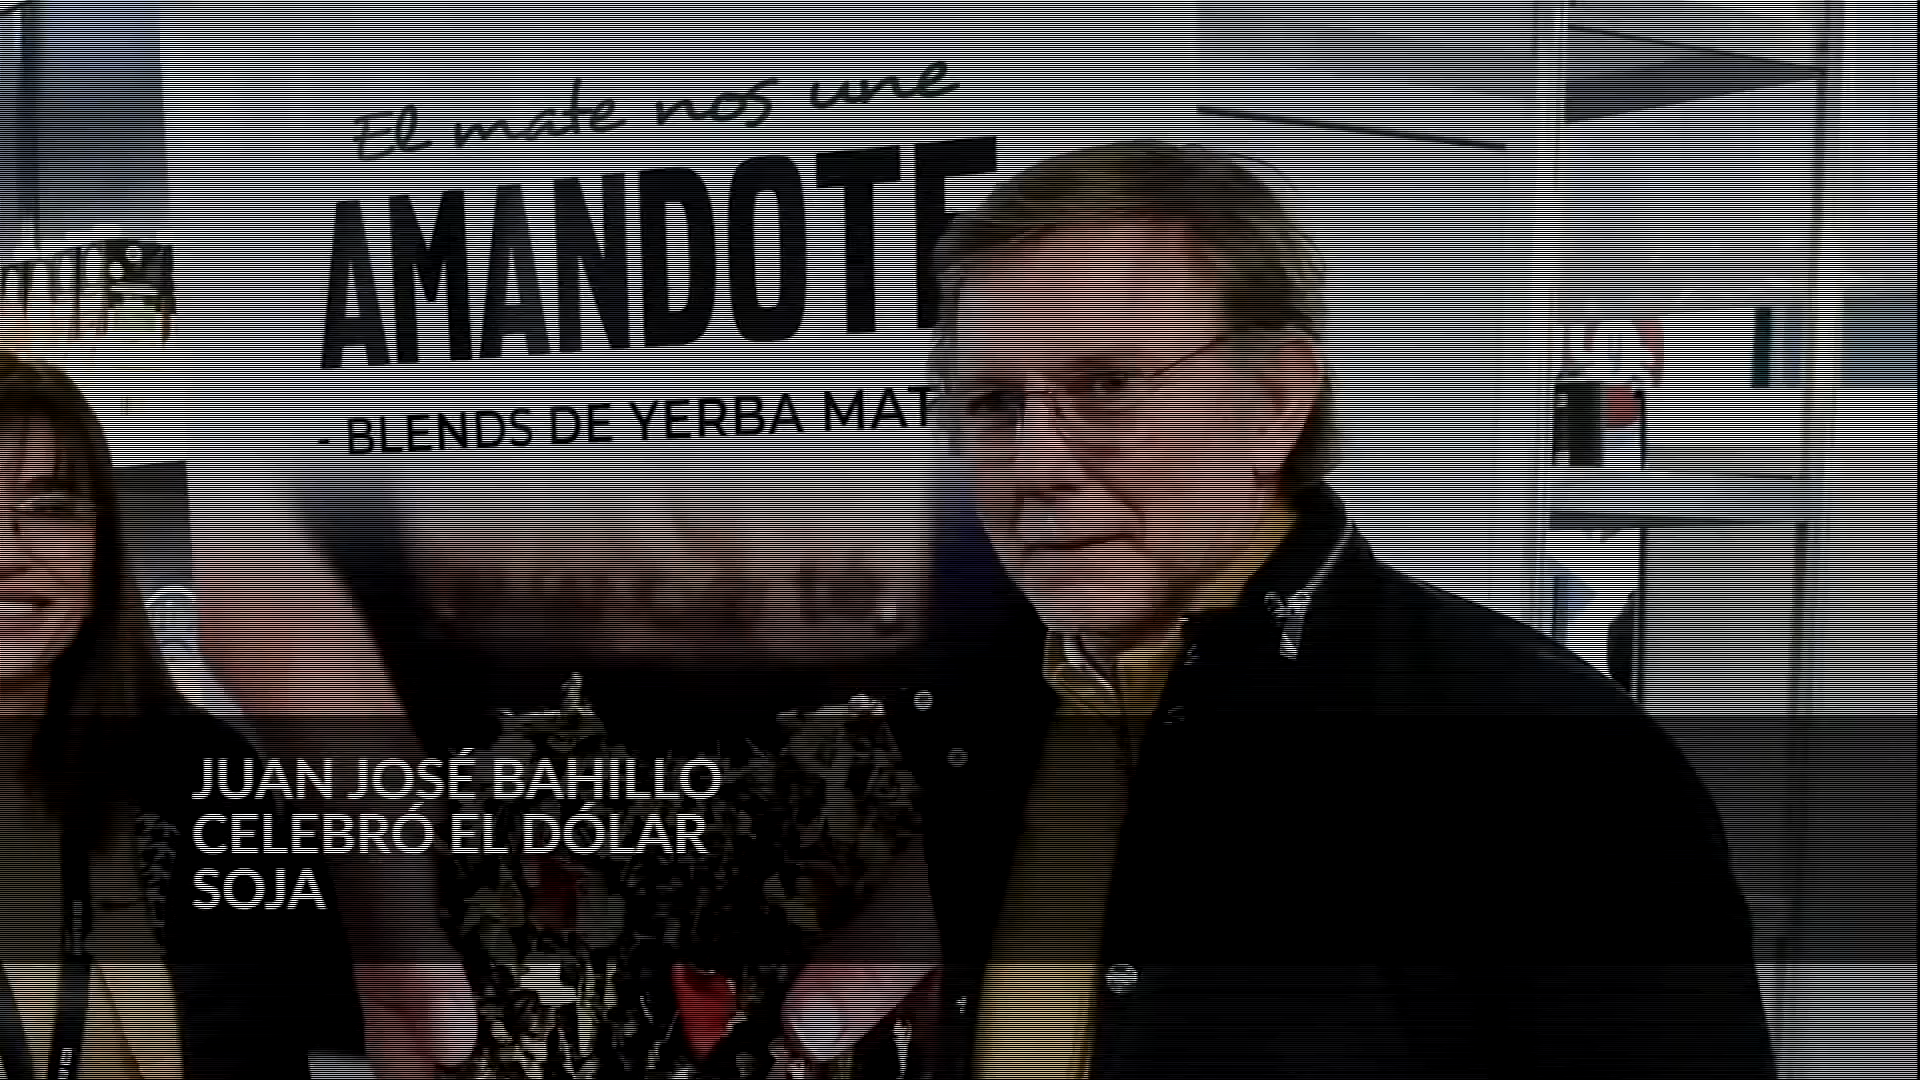 El mate nos une
AMANDOTE
- BLENDS DE YERBA MAT
JUAN JOSÉ BAHILLO
CELEBRÓ EL DÓLAR
SOJA